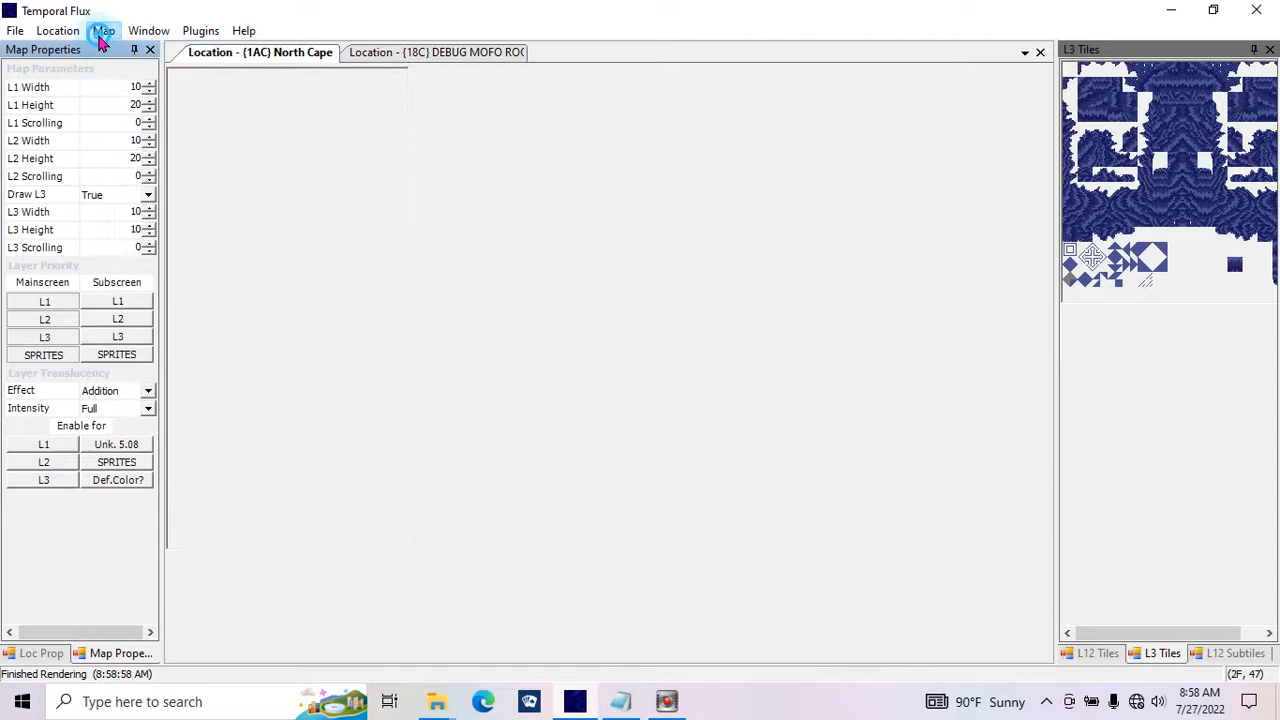 Temporal Flux
File Location Map Window Plugins Help
Map Properties
Location - {1AC} North Cape
Location - {18C} DEBUG MOFO ROO
L3 Tiles
Map Parameters
L1 Width 10
L1 Height 20
L1 Scrolling 0
L2 Width 10
L2 Height 20
L2 Scrolling 0
Draw L3 True
L3 Width 10
L3 Height 10
L3 Scrolling 0
Layer Priority
Mainscreen Subscreen
L1 L1
L2 L2
L3 L3
SPRITES SPRITES
Layer Translucency
Effect Addition
Intensity Full
Enable for
L1 Unk. 5.08
L2 SPRITES
L3 Def.Color?
Loc Prop Map Prope...
L12 Tiles L3 Tiles L12 Subtiles
Finished Rendering (8:58:58 AM)
(2F, 47)
Type here to search
90°F Sunny
8:58 AM
7/27/2022